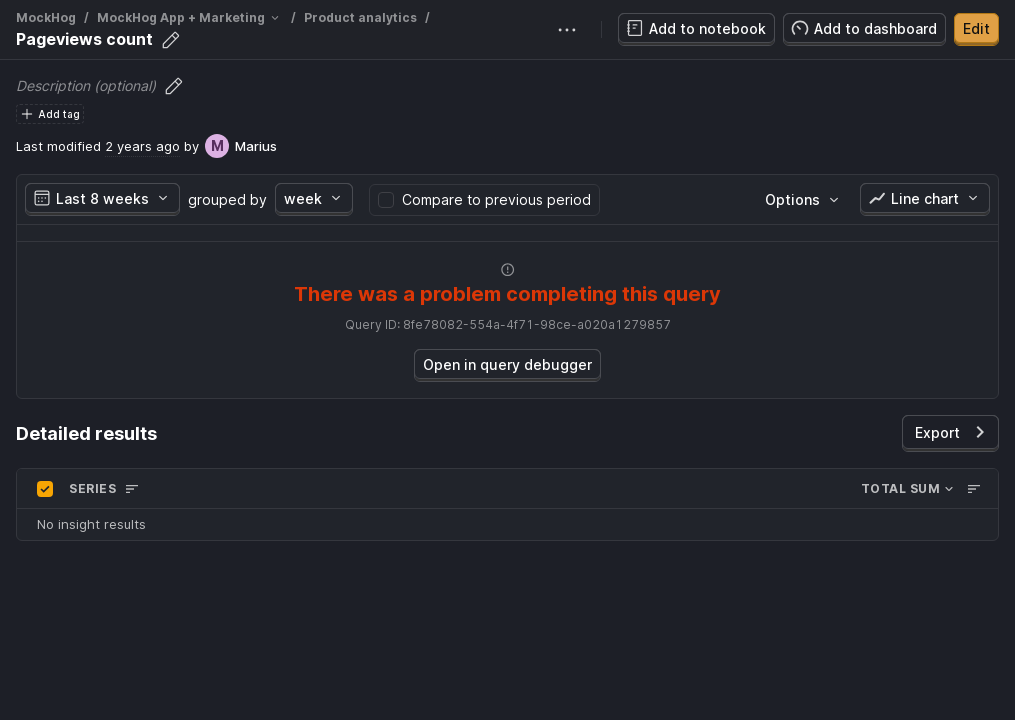 MockHog / MockHog App + Marketing / Product analytics /
Pageviews count
Add to notebook
Add to dashboard
Edit
Description (optional)
Add tag
Last modified 2 years ago by M Marius
Last 8 weeks grouped by week Compare to previous period Options Line chart
There was a problem completing this query
Query ID: 8fe78082-554a-4f71-98ce-a020a1279857
Open in query debugger
Detailed results
Export
SERIES TOTAL SUM
No insight results